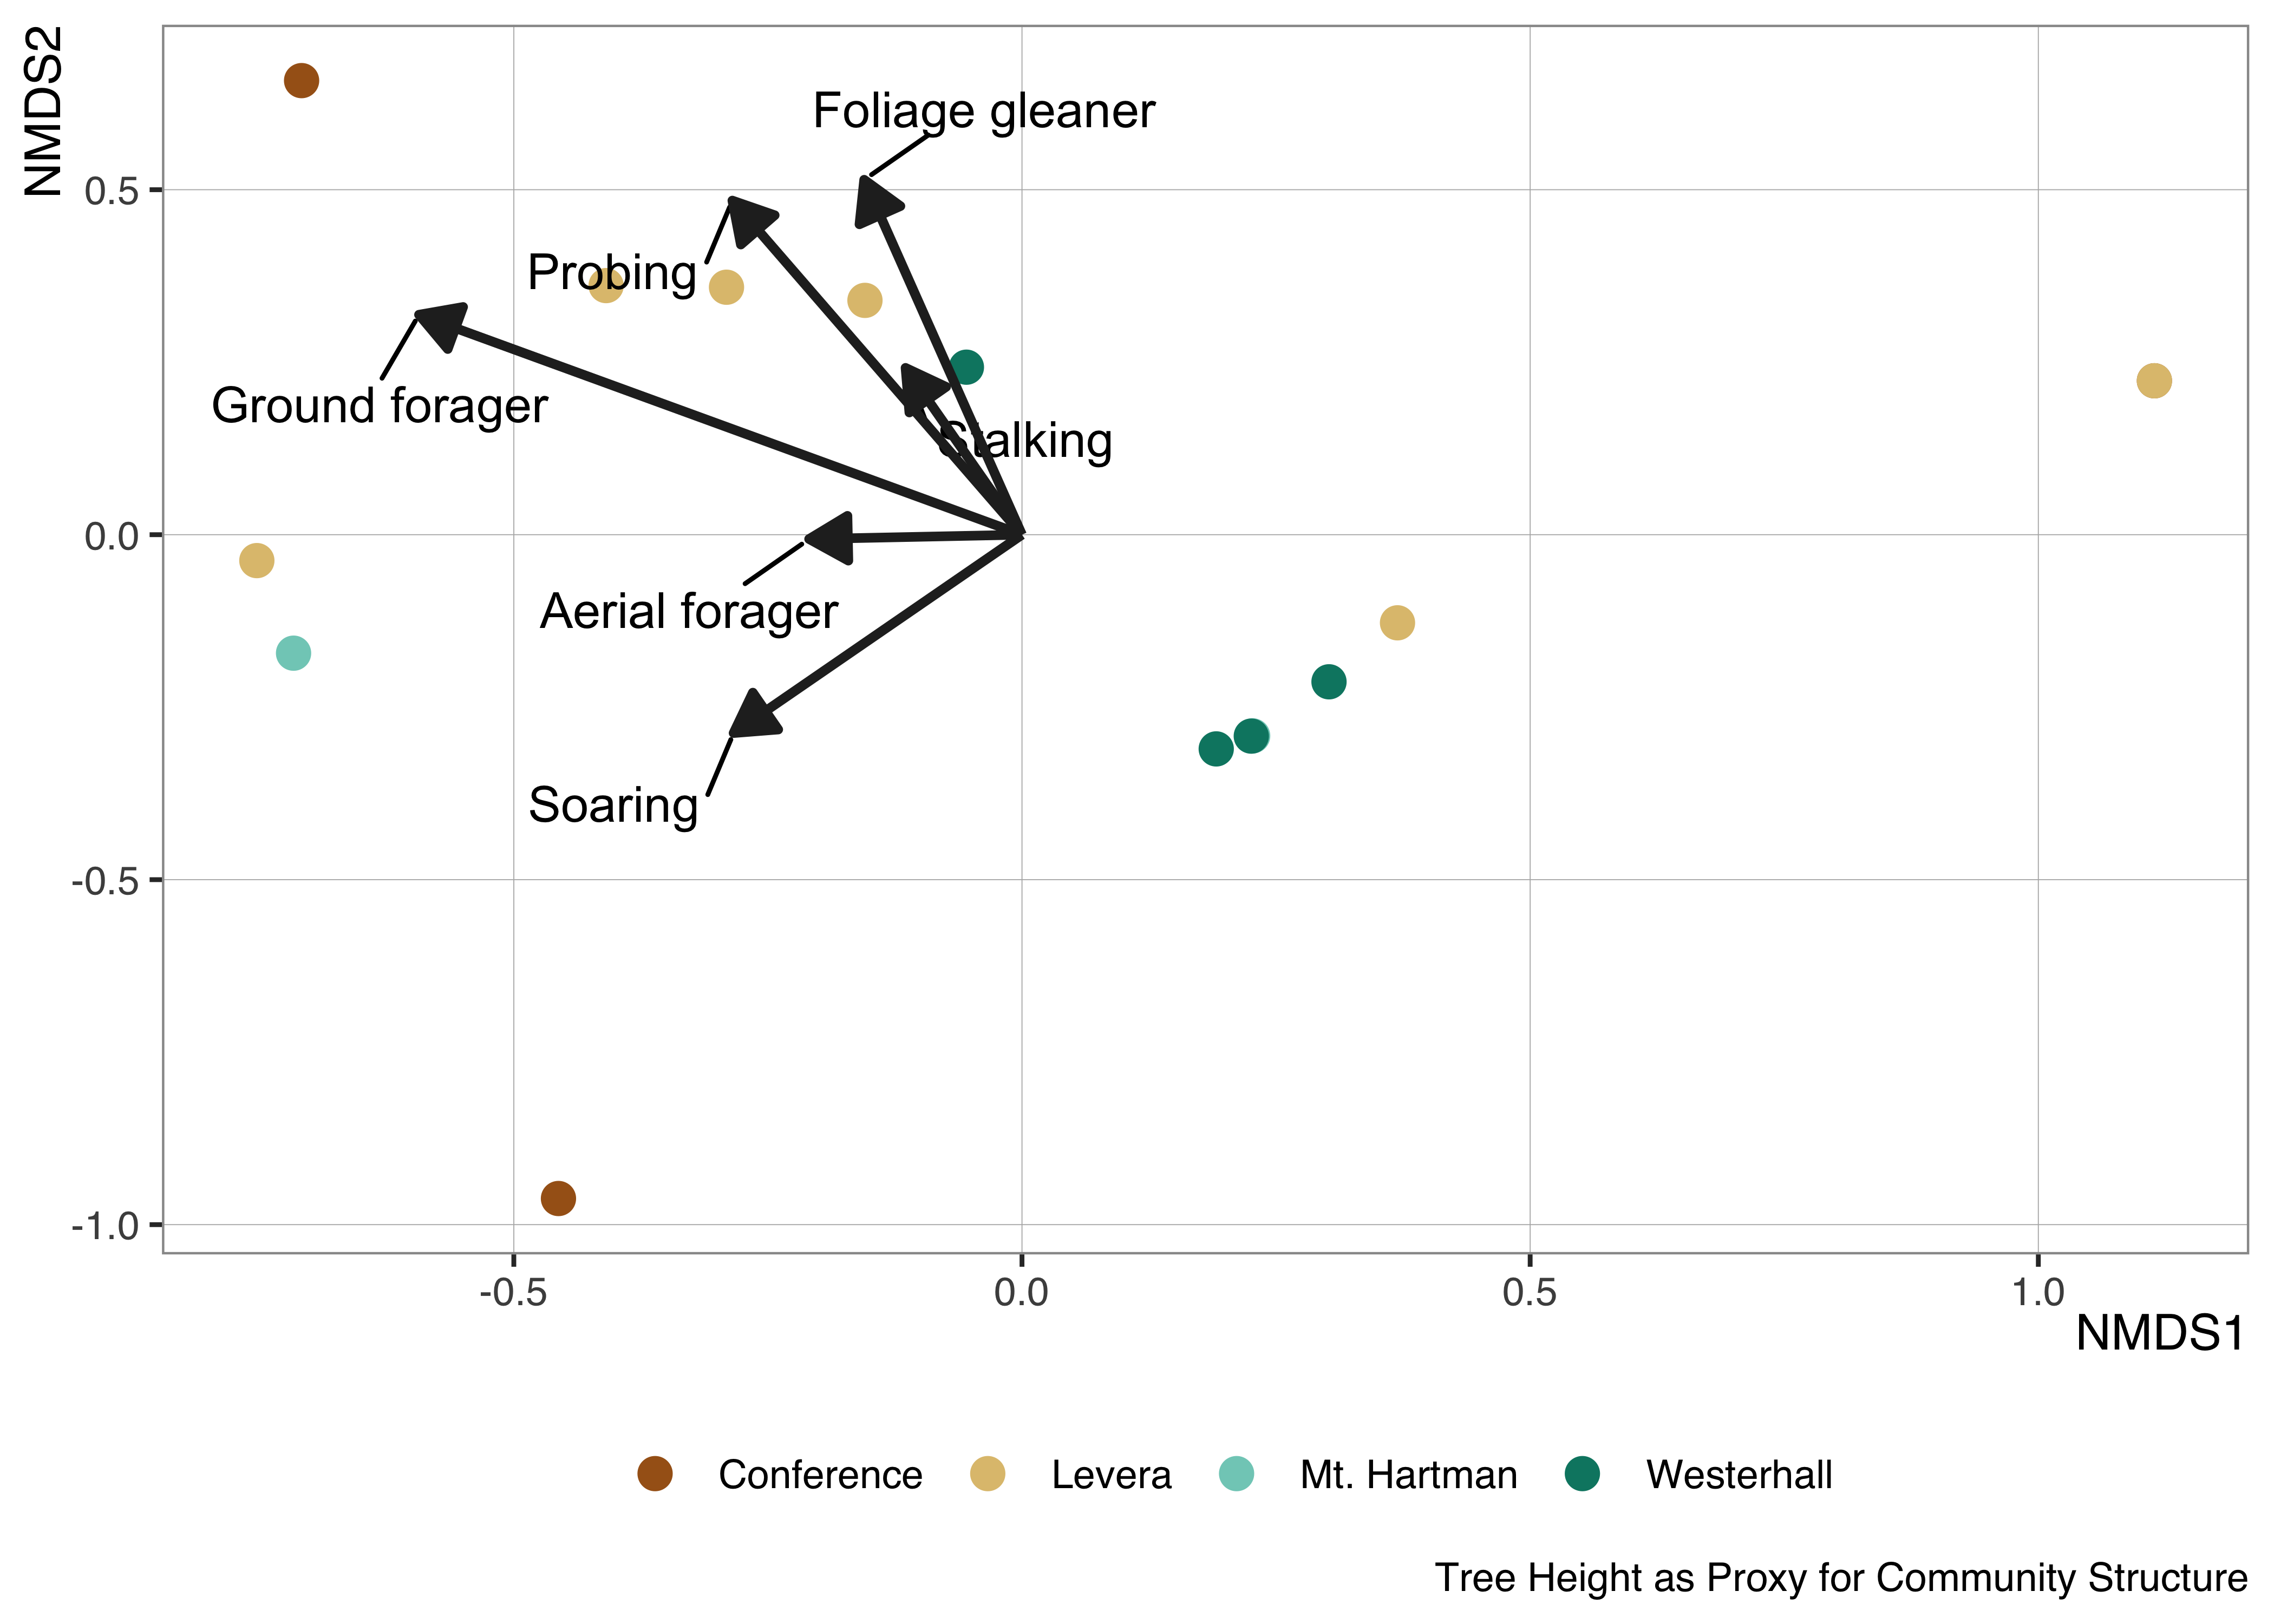 NMDS2
Foliage gleaner
0.5
Probing
Ground forager
Stalking
0.0
Aerial forager
Soaring
-0.5
-1.0
-0.5 0.0 0.5 1.0
NMDS1
Conference Levera Mt. Hartman Westerhall
Tree Height as Proxy for Community Structure